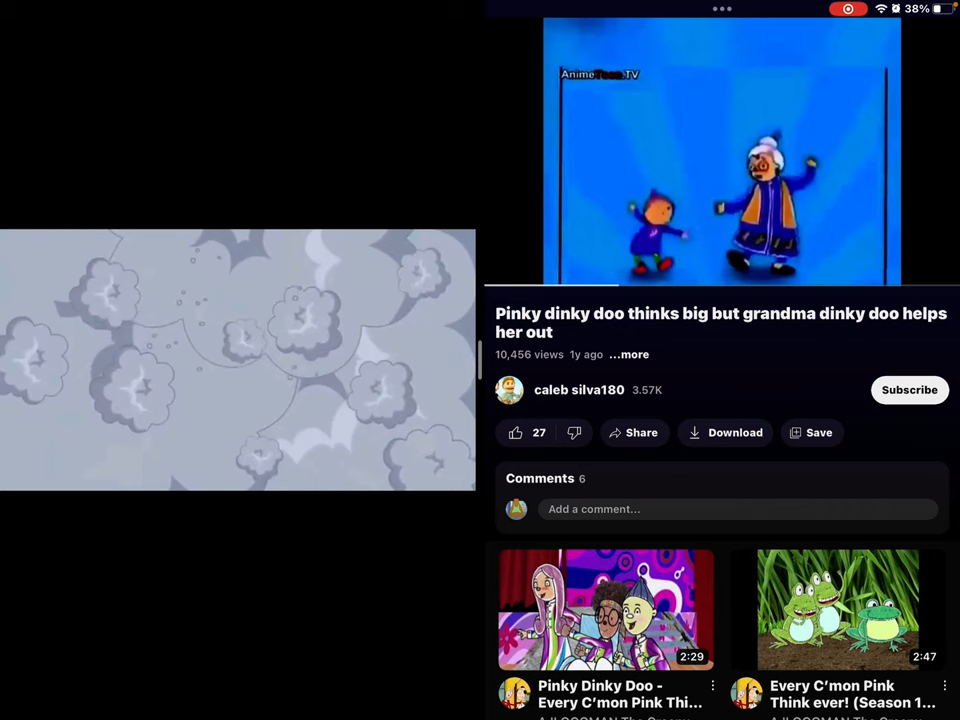 38%
AnimeToon.TV
Pinky dinky doo thinks big but grandma dinky doo helps
her out
10,456 views 1y ago ...more
caleb silva180 3.57K
Subscribe
27
Share
Download
Save
Comments 6
Add a comment...
2:29
2:47
Pinky Dinky Doo -
Every C'mon Pink Thi...
Every C'mon Pink
Think ever! (Season 1...